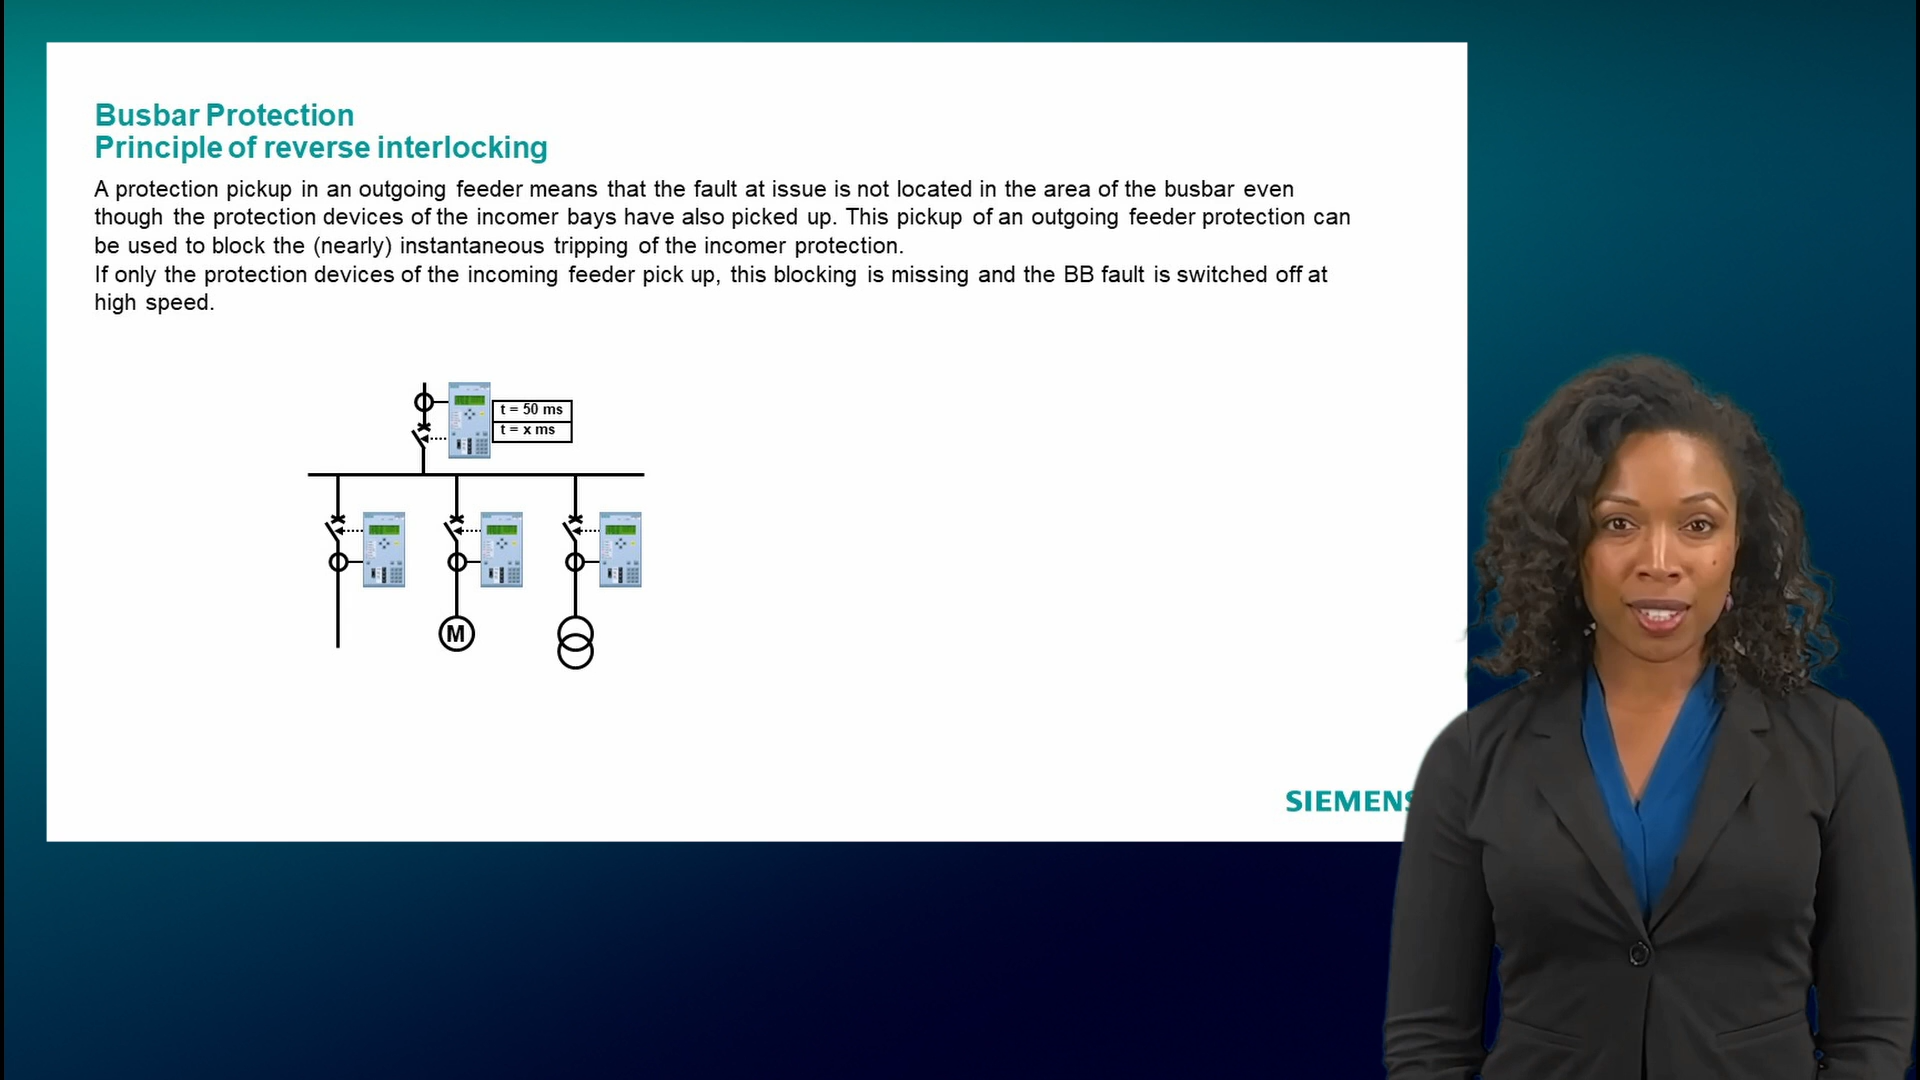 Busbar Protection
Principle of reverse interlocking
A protection pickup in an outgoing feeder means that the fault at issue is not located in the area of the busbar even
though the protection devices of the incomer bays have also picked up. This pickup of an outgoing feeder protection can
be used to block the (nearly) instantaneous tripping of the incomer protection.
If only the protection devices of the incoming feeder pick up, this blocking is missing and the BB fault is switched off at
high speed.
t = 50 ms
t = x ms
M
SIEMENS